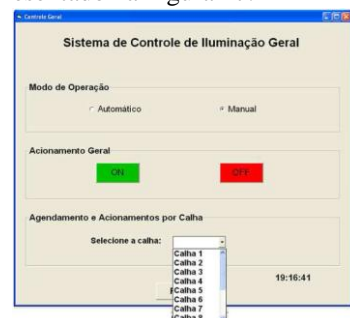 Controle Geral
Sistema de Controle de Iluminação Geral
Modo de Operação
Automático
Manual
Acionamento Geral
ON
OFF
Agendamento e Acionamentos por Calha
Selecione a calha:
Calha 1
Calha 2
Calha 3
Calha 4
Calha 5
Calha 6
Calha 7
Calha 8
19:16:41